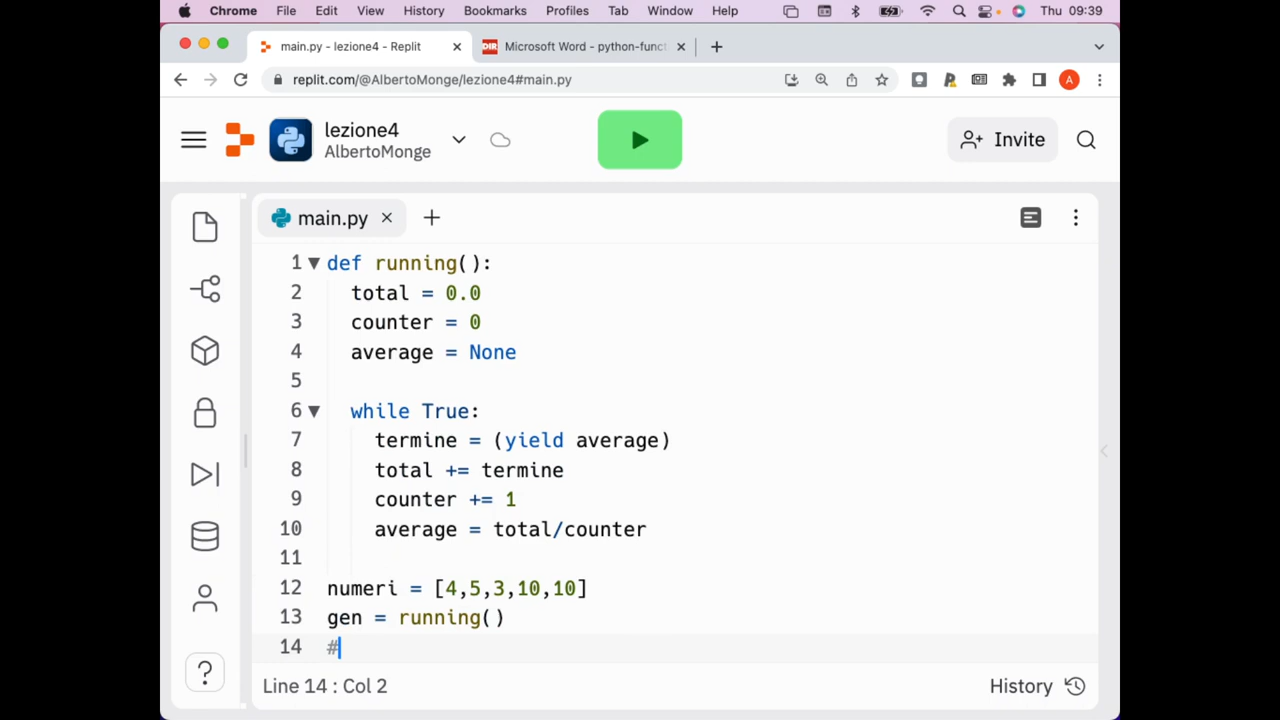 Chrome File Edit View History Bookmarks Profiles Tab Window Help Thu 09:39
main.py - lezione4 - Replit
DIR Microsoft Word - python-funct
replit.com/@AlbertoMonge/lezione4#main.py
A
lezione4
AlbertoMonge
Invite
main.py
1 def running():
2 total = 0.0
3 counter = 0
4 average = None
5
6 while True:
7 termine = (yield average)
8 total += termine
9 counter += 1
10 average = total/counter
11
12 numeri = [4,5,3,10,10]
13 gen = running()
14 #
?
Line 14 : Col 2
History